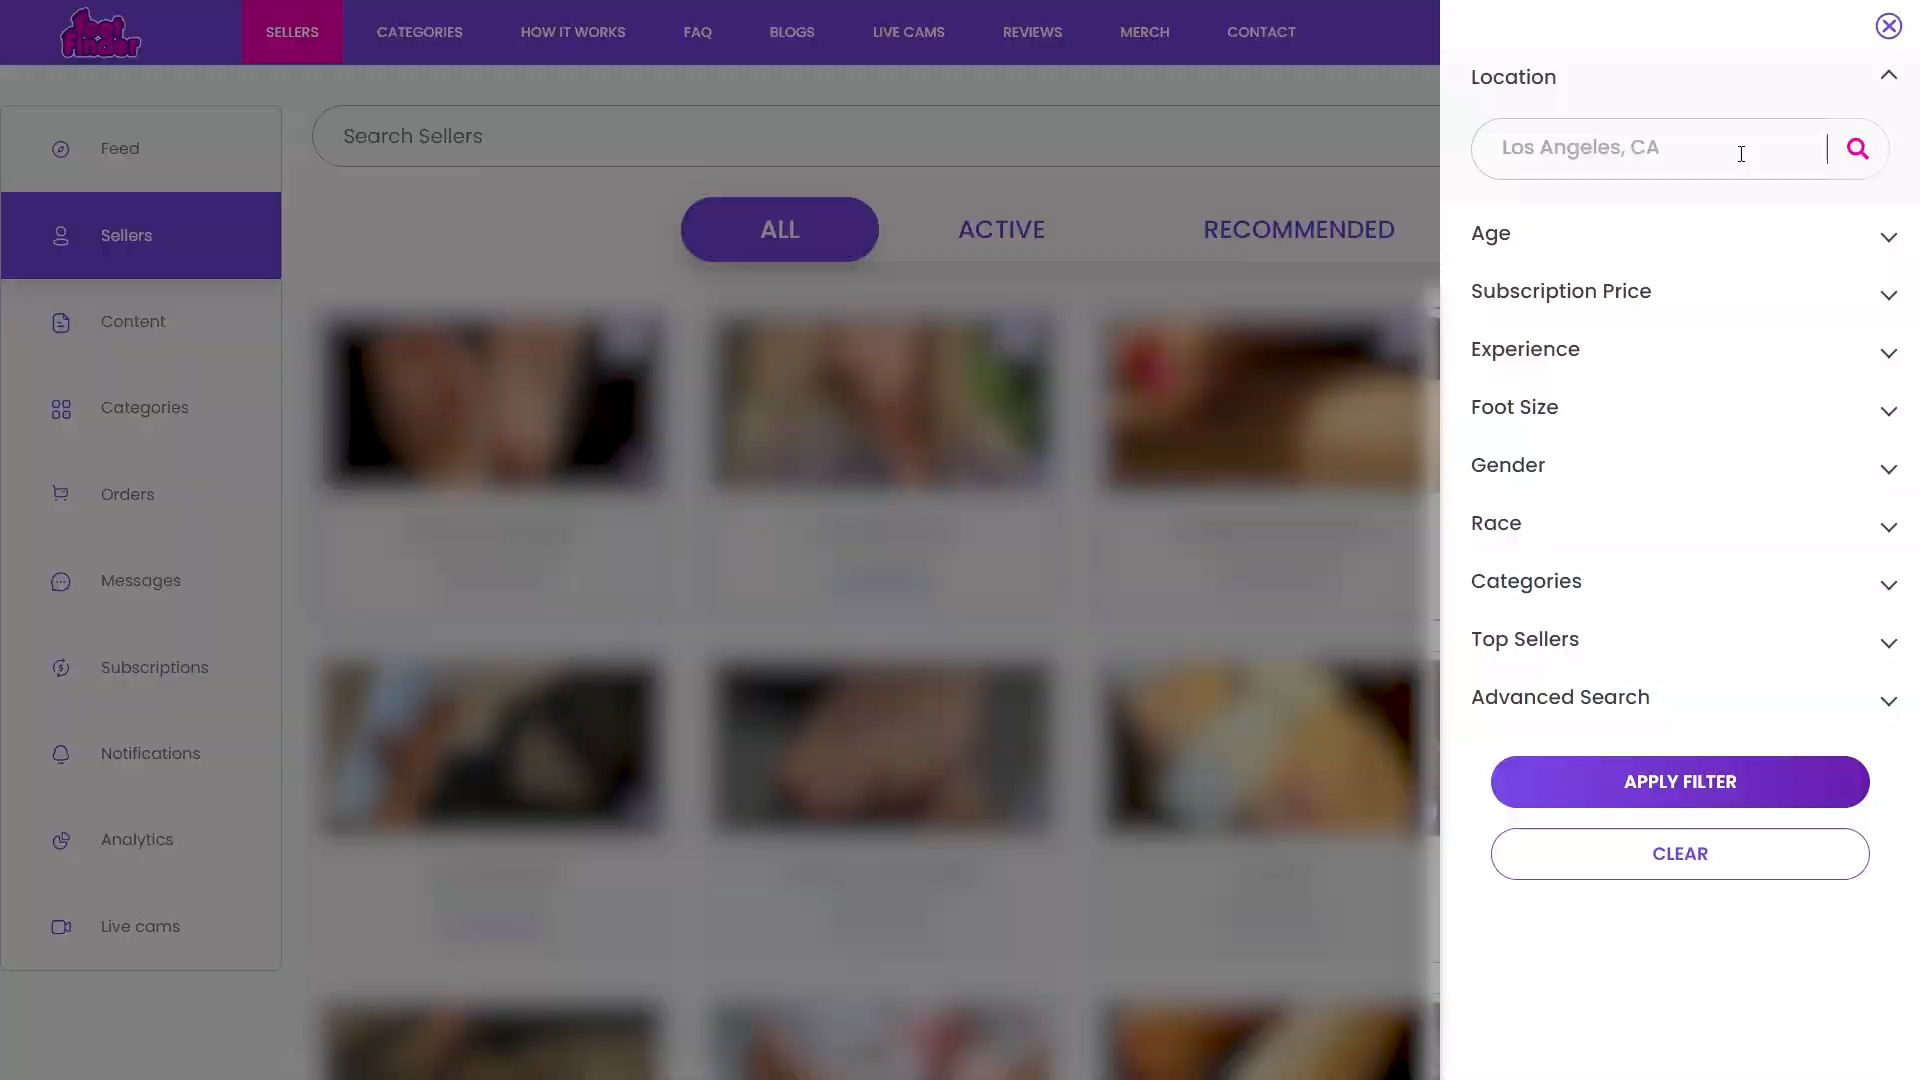 feet
finder
SELLERS
CATEGORIES
HOW IT WORKS
FAQ
BLOGS
LIVE CAMS
REVIEWS
MERCH
CONTACT
Feed
Sellers
Content
Categories
Orders
Messages
Subscriptions
Notifications
Analytics
Live cams
Search Sellers
ALL
ACTIVE
RECOMMENDED
Location
Los Angeles, CA
Age
Subscription Price
Experience
Foot Size
Gender
Race
Categories
Top Sellers
Advanced Search
APPLY FILTER
CLEAR